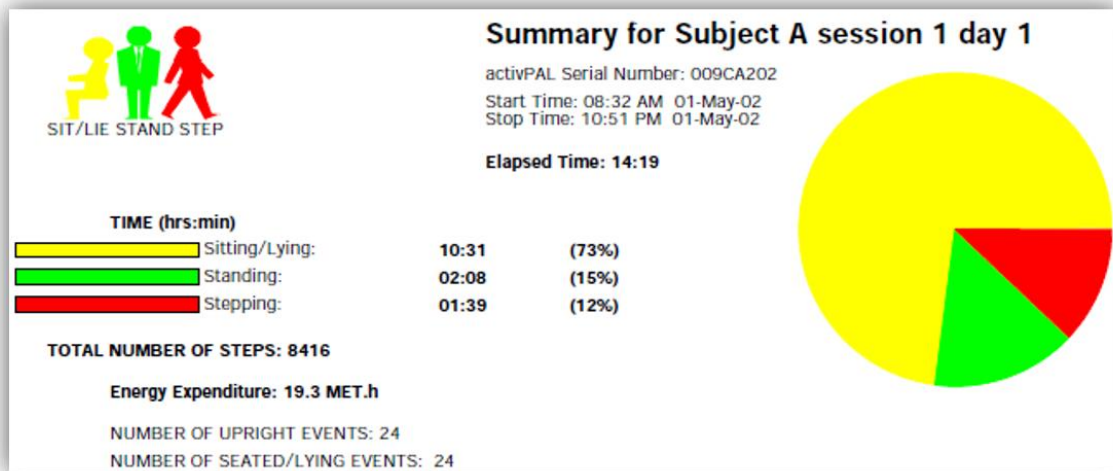 Summary for Subject A session 1 day 1
activPAL Serial Number: 009CA202
Start Time: 08:32 AM 01-May-02
Stop Time: 10:51 PM 01-May-02
Elapsed Time: 14:19
SIT/LIE STAND STEP
TIME (hrs:min)
Sitting/Lying: 10:31 (73%)
Standing: 02:08 (15%)
Stepping: 01:39 (12%)
TOTAL NUMBER OF STEPS: 8416
Energy Expenditure: 19.3 MET.h
NUMBER OF UPRIGHT EVENTS: 24
NUMBER OF SEATED/LYING EVENTS: 24